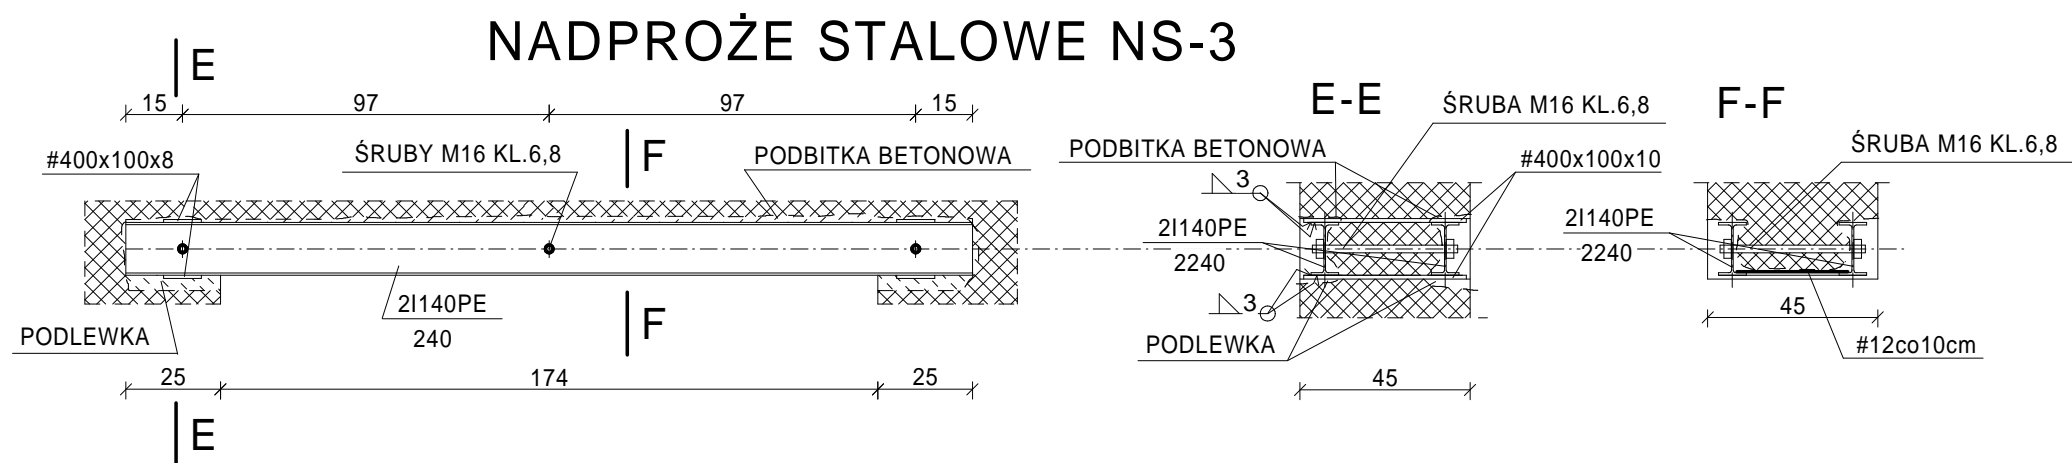 NADPROŻE STALOWE NS-3
E
15
97
97
15
F
#400x100x8
ŚRUBY M16 KL.6,8
PODBITKA BETONOWA
PODLEWKA
2I140PE
240
F
25
174
25
E
E-E
ŚRUBA M16 KL.6,8
PODBITKA BETONOWA
#400x100x10
3
2I140PE
2240
3
PODLEWKA
45
F-F
ŚRUBA M16 KL.6,8
2I140PE
2240
45
#12co10cm